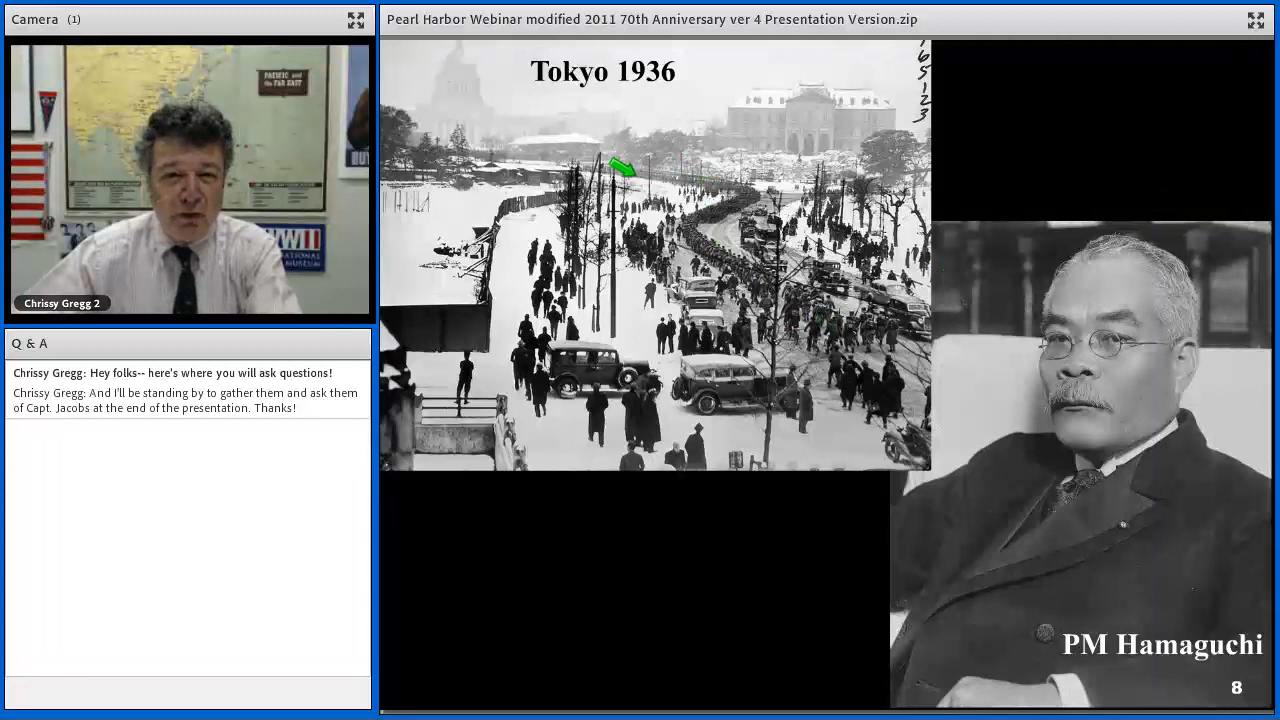 Camera (1)
Pearl Harbor Webinar modified 2011 70th Anniversary ver 4 Presentation Version.zip
PACIFIC and
the FAR EAST
WWII
Chrissy Gregg 2
Q & A
Chrissy Gregg: Hey folks-- here's where you will ask questions!
Chrissy Gregg: And I'll be standing by to gather them and ask them
of Capt. Jacobs at the end of the presentation. Thanks!
Tokyo 1936
PM Hamaguchi
8